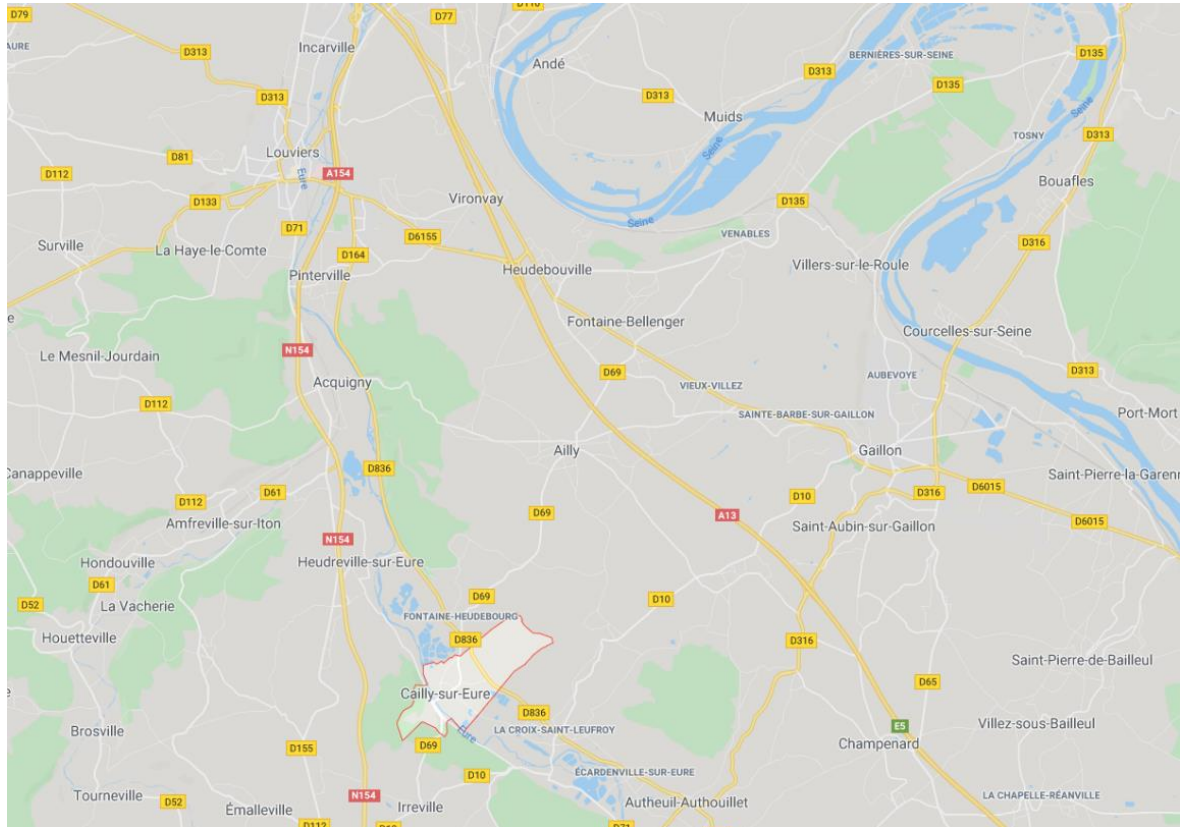 D79
D77
D110
AURE
Incarville
D313
Andé
BERNIÈRES-SUR-SEINE
D135
D313
D313
D135
D313
Muids
Seine
TOSNY
D313
Louviers
Eure
Seine
D81
D112
A154
Bouafles
D133
Vironvay
D135
D71
Seine
Surville
La Haye-le-Comte
D6155
VENABLES
D316
D164
Pinterville
Heudebouville
Villers-sur-le-Roule
Fontaine-Bellenger
Courcelles-sur-Seine
N154
Le Mesnil-Jourdain
D69
D313
Acquigny
VIEUX-VILLEZ
AUBEVOYE
D112
SAINTE-BARBE-SUR-GAILLON
Port-Mort
Ailly
Gaillon
D836
Canappeville
Saint-Pierre-la-Garenn
D61
D316
D6015
D112
D10
D69
A13
Amfreville-sur-Iton
Saint-Aubin-sur-Gaillon
D6015
N154
Hondouville
Heudreville-sur-Eure
D61
D69
D10
D52
La Vacherie
FONTAINE-HEUDEBOURG
Houetteville
D836
D316
Saint-Pierre-de-Bailleul
D65
Cailly-sur-Eure
D836
Villez-sous-Bailleul
E5
Brosville
Eure
LA CROIX-SAINT-LEUFROY
D155
D69
Champenard
D10
ÉCARDENVILLE-SUR-EURE
Tourneville
D52
N154
LA CHAPELLE-RÉANVILLE
Émalleville
Irreville
Autheuil-Authouillet
D112
D10
D71